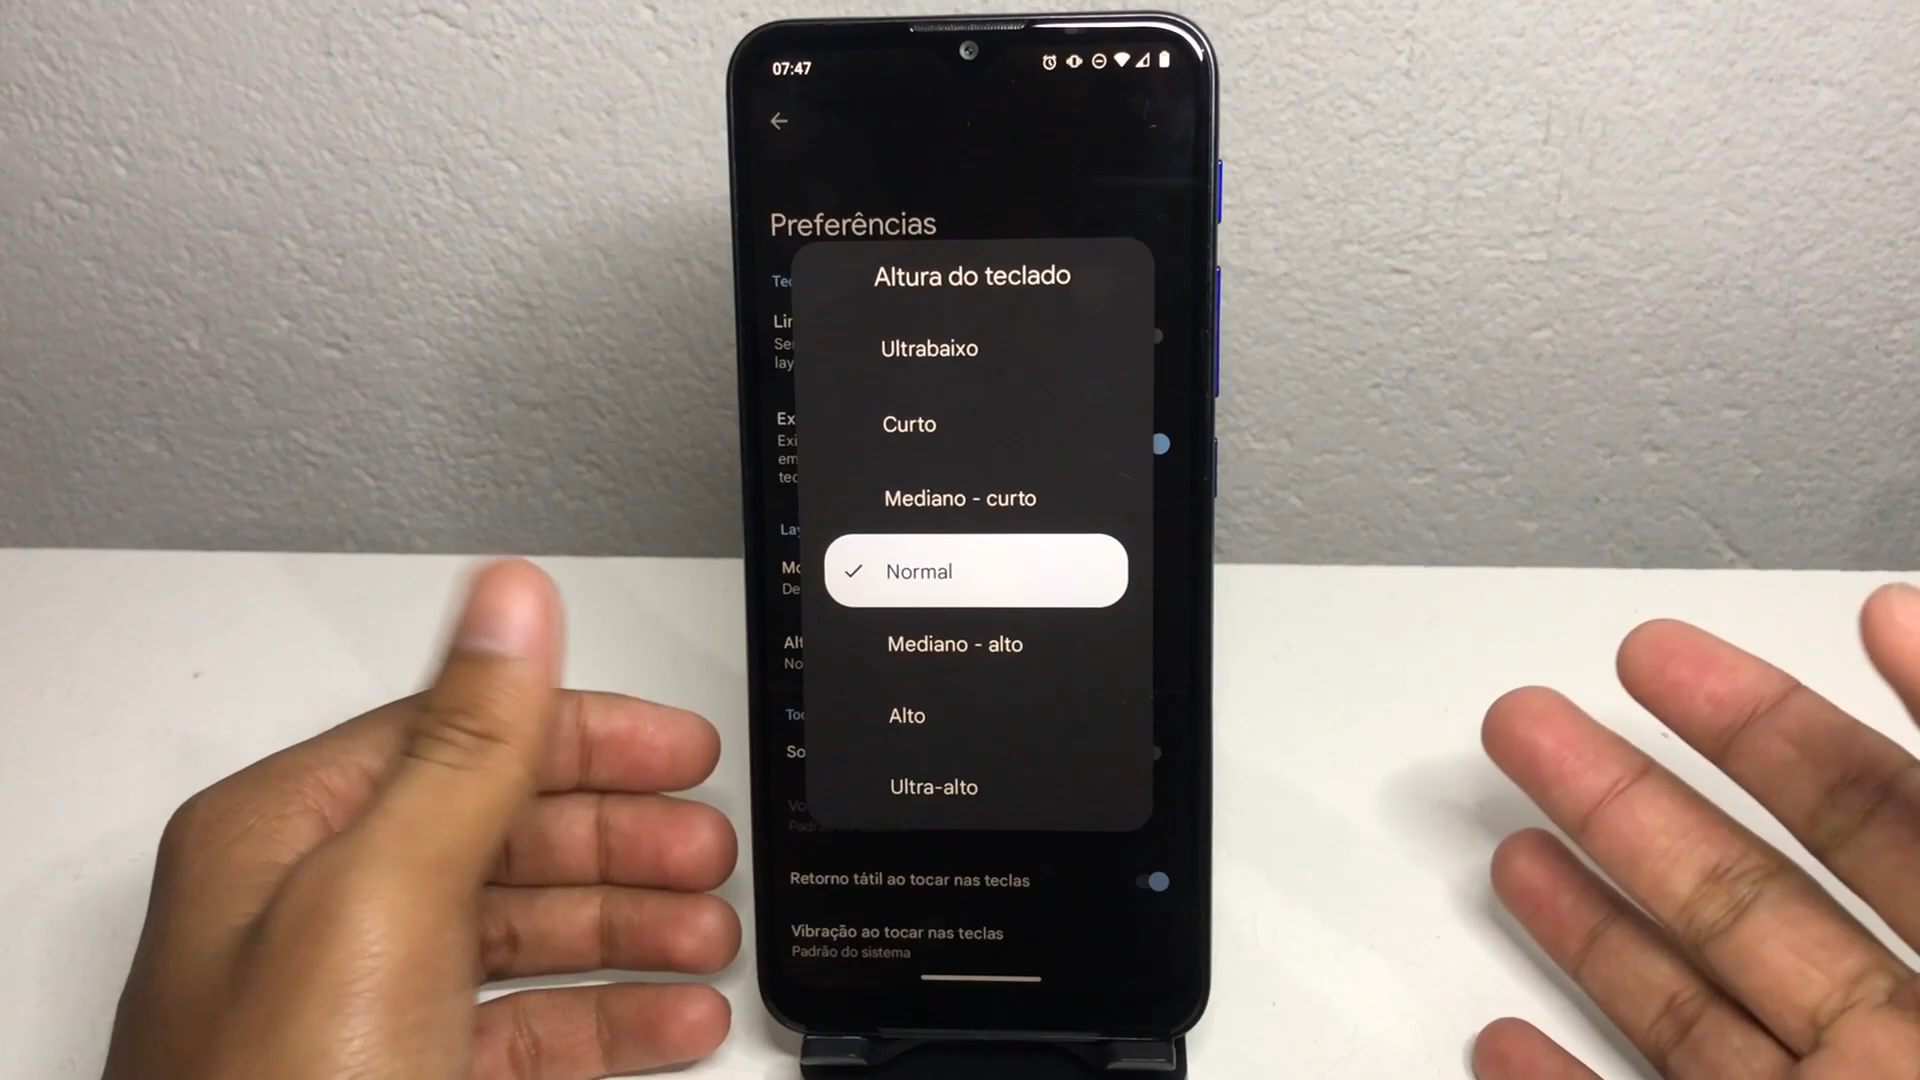 07:47
Preferências
Altura do teclado
Ultrabaixo
Curto
Mediano - curto
Normal
Mediano - alto
Alto
Ultra-alto
Retorno tátil ao tocar nas teclas
Vibração ao tocar nas teclas
Padrão do sistema